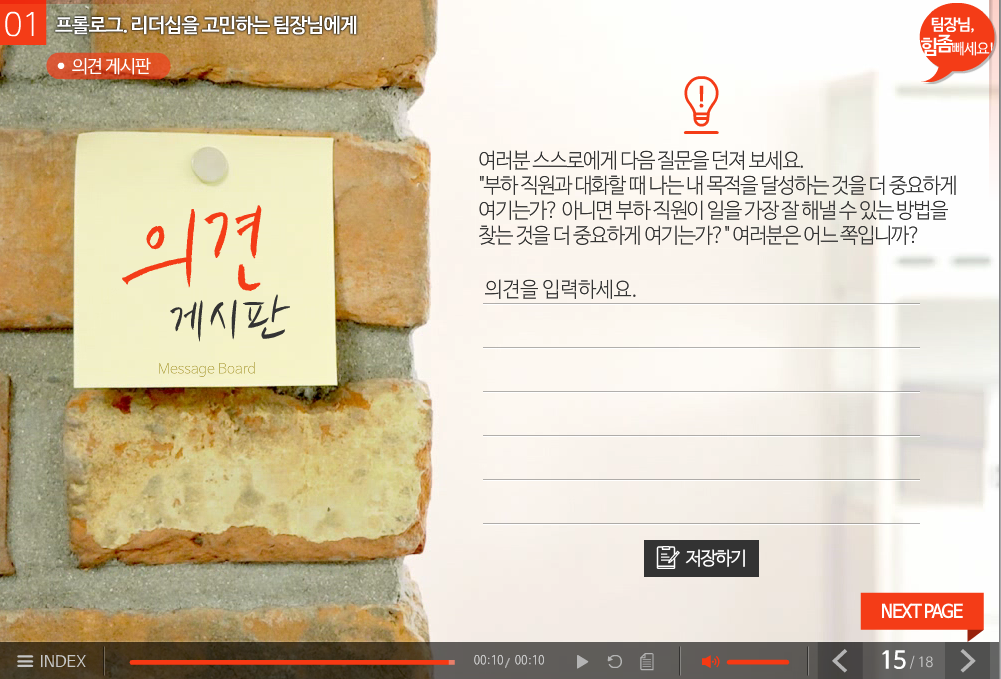 01 프롤로그. 리더십을 고민하는 팀장님에게
• 의견 게시판
팀장님,
힘좀빼세요!
의견
게시판
Message Board
!
여러분 스스로에게 다음 질문을 던져 보세요.
"부하 직원과 대화할 때 나는 내 목적을 달성하는 것을 더 중요하게
여기는가? 아니면 부하 직원이 일을 가장 잘 해낼 수 있는 방법을
찾는 것을 더 중요하게 여기는가?" 여러분은 어느 쪽입니까?
의견을 입력하세요.
저장하기
NEXT PAGE
INDEX
00:10 / 00:10
15 / 18